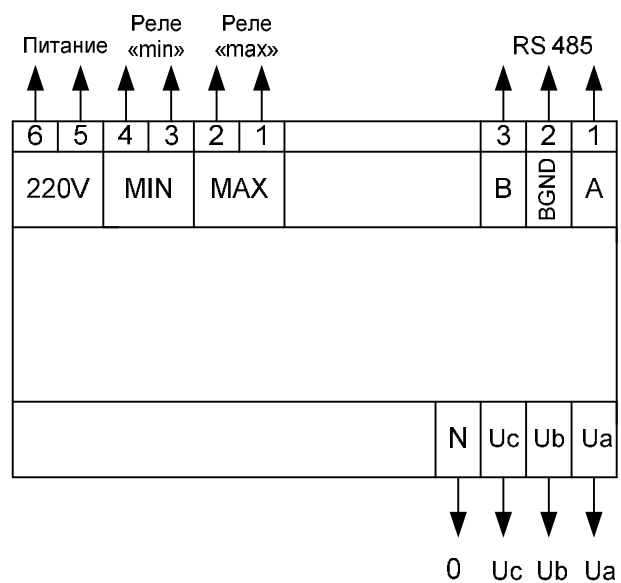 Питание
Реле
«min»
Реле
«max»
RS 485
6 5 4 3 2 1 3 2 1
220V MIN MAX B BGND A
N Uc Ub Ua
0 Uc Ub Ua